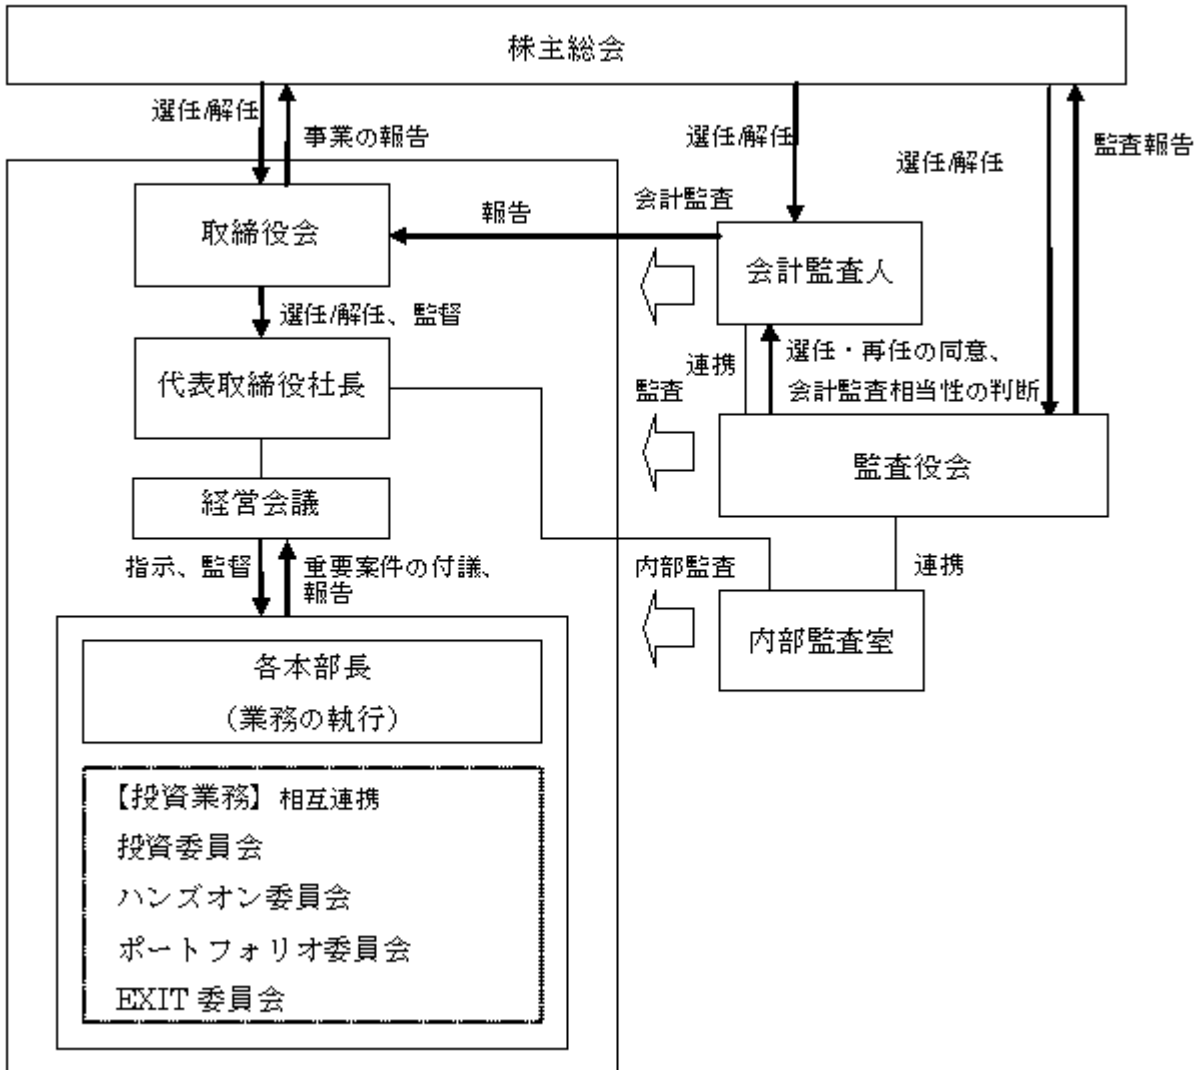 株主総会
選任/解任
事業の報告
選任/解任
選任/解任
監査報告
取締役会
報告
会計監査
会計監査人
選任/解任、監督
代表取締役社長
連携
選任・再任の同意、
会計監査相当性の判断
監査
監査役会
経営会議
指示、監督
重要案件の付議、
報告
内部監査
連携
内部監査室
各本部長
（業務の執行）
【投資業務】相互連携
投資委員会
ハンズオン委員会
ポートフォリオ委員会
EXIT 委員会